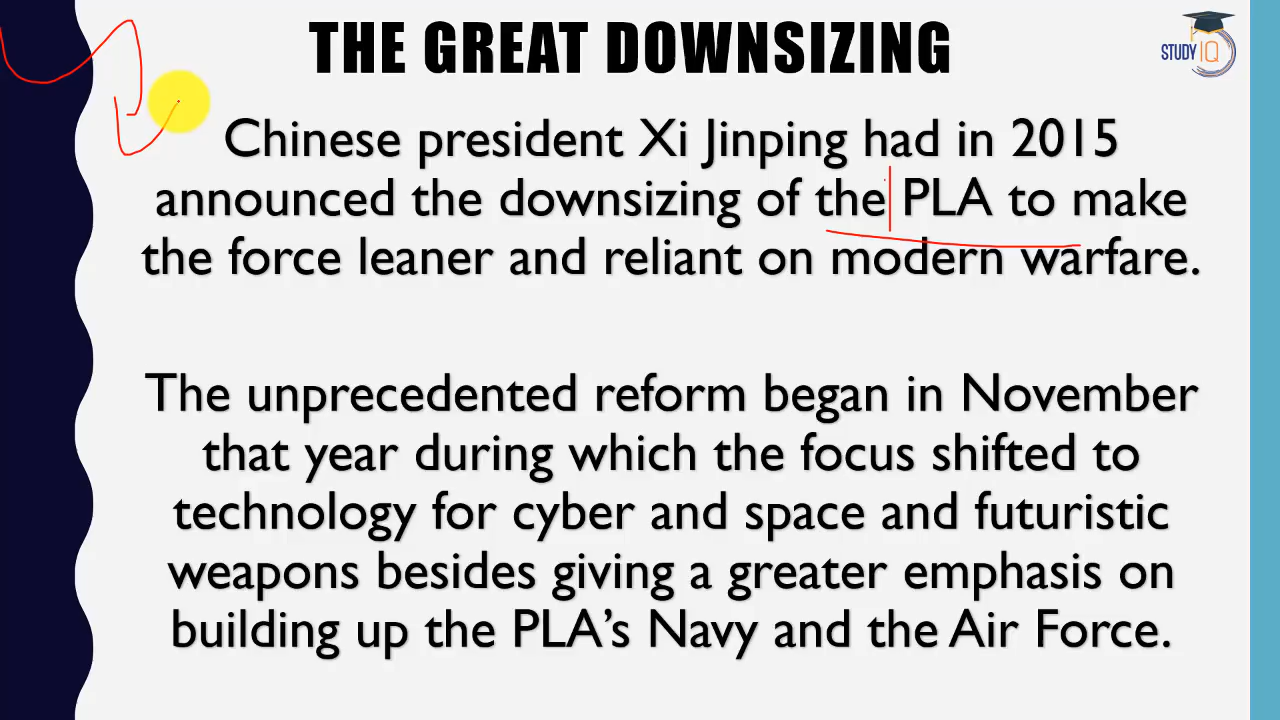 THE GREAT DOWNSIZING
STUDY IQ
Chinese president Xi Jinping had in 2015
announced the downsizing of the PLA to make
the force leaner and reliant on modern warfare.
The unprecedented reform began in November
that year during which the focus shifted to
technology for cyber and space and futuristic
weapons besides giving a greater emphasis on
building up the PLA’s Navy and the Air Force.